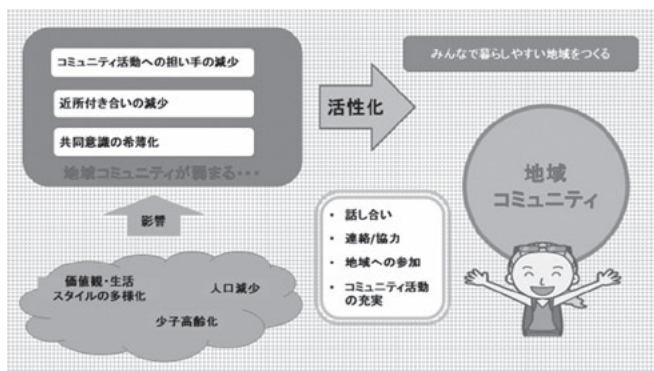 コミュニティ活動への担い手の減少
近所付き合いの減少
共同意識の希薄化
地域コミュニティが弱まる・・・
影響
価値観・生活
スタイルの多様化
人口減少
少子高齢化
活性化
・ 話し合い
・ 連絡/協力
・ 地域への参加
・ コミュニティ活動
の充実
みんなで暮らしやすい地域をつくる
地域
コミュニティ